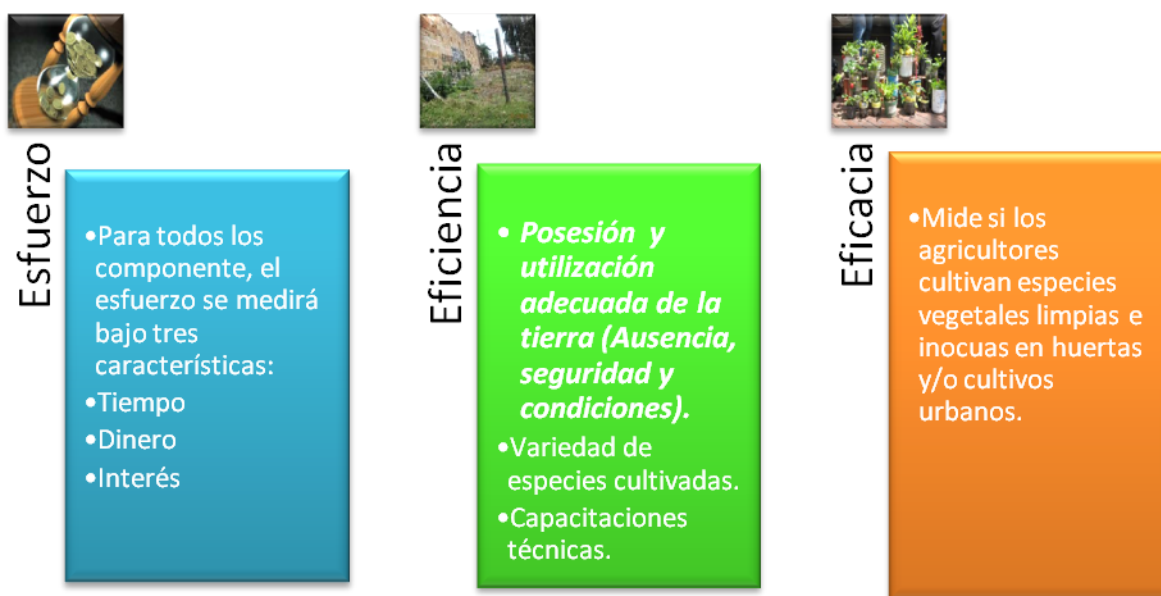 Esfuerzo
•Para todos los
componente, el
esfuerzo se medirá
bajo tres
características:
•Tiempo
•Dinero
•Interés
Eficiencia
• Posesión y
utilización
adecuada de la
tierra (Ausencia,
seguridad y
condiciones).
•Variedad de
especies cultivadas.
•Capacitaciones
técnicas.
Eficacia
•Mide si los
agricultores
cultivan especies
vegetales limpias e
inocuas en huertas
y/o cultivos
urbanos.